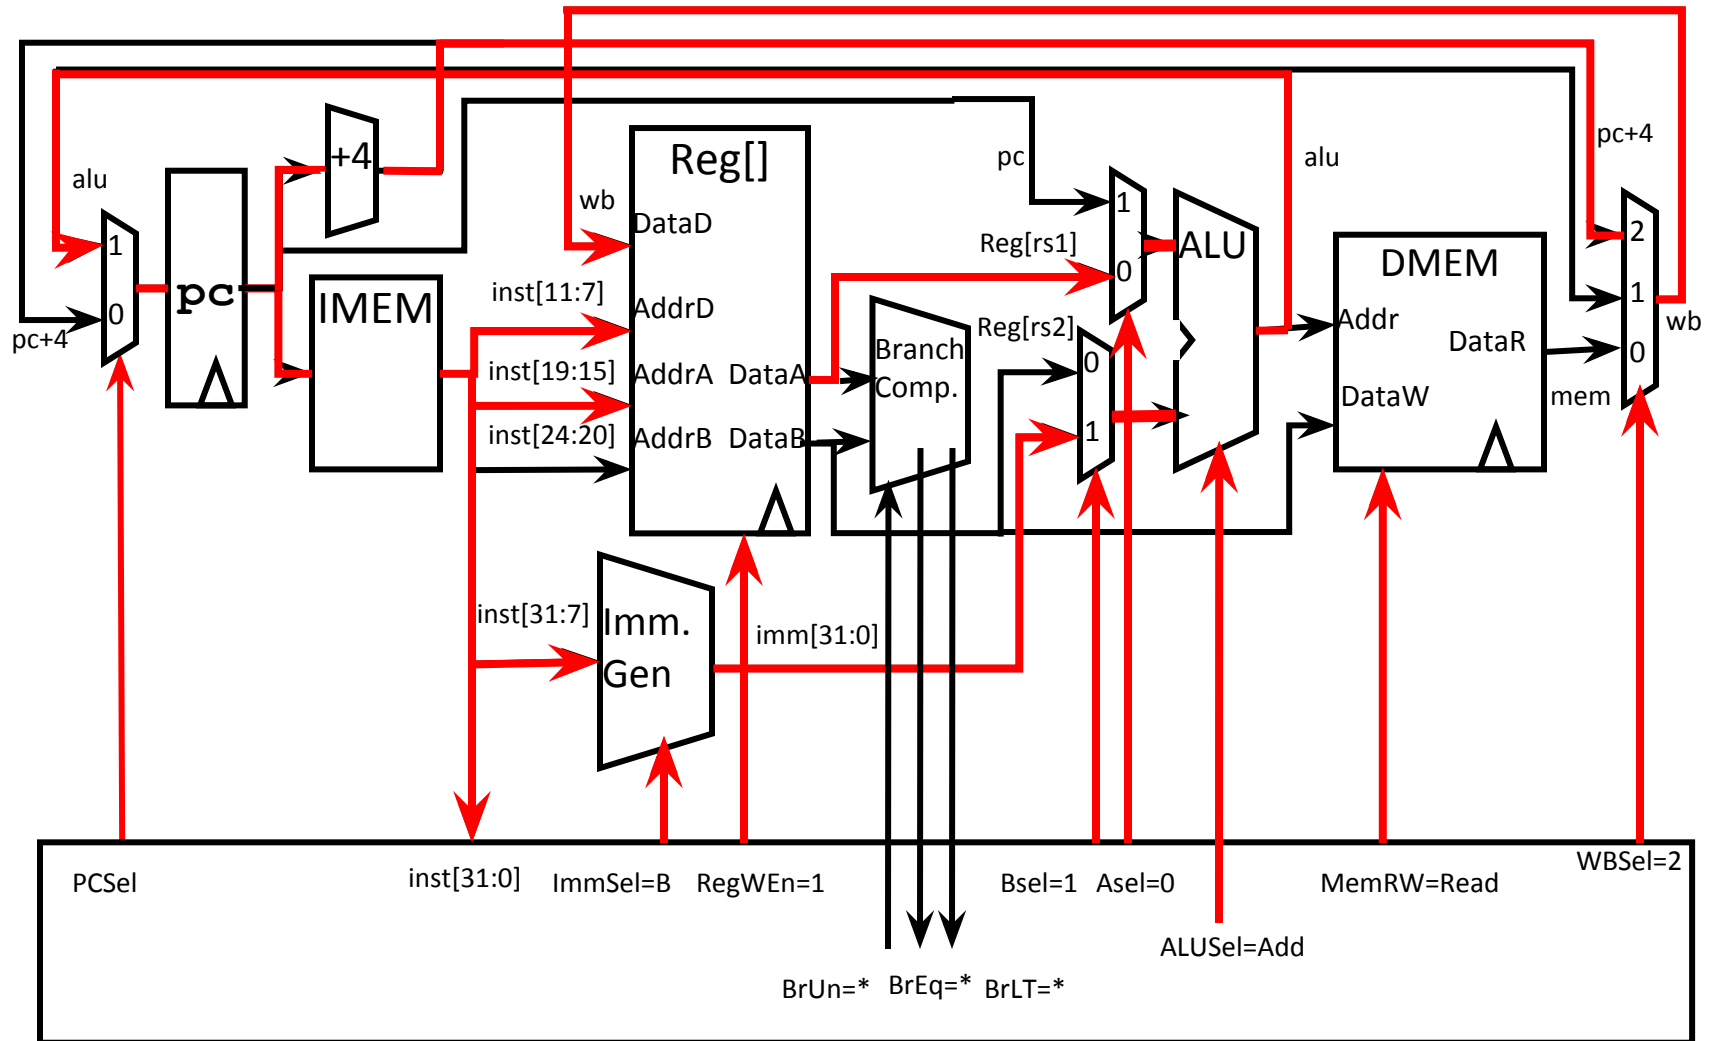 pc+4
pc
alu
+4
Reg[]
alu
wb
DataD
1
2
Reg[rs1]
ALU
DMEM
1
0
pc
IMEM
inst[11:7]
AddrD
0
1
wb
pc+4
0
Reg[rs2]
Addr
DataR
Branch
Comp.
inst[19:15]
AddrA
DataA
0
mem
DataW
inst[24:20]
AddrB
DataB
1
inst[31:7]
Imm.
Gen
imm[31:0]
PCSel
inst[31:0]
ImmSel=B
RegWEn=1
Bsel=1
Asel=0
MemRW=Read
WBSel=2
ALUSel=Add
BrUn=*
BrEq=*
BrLT=*